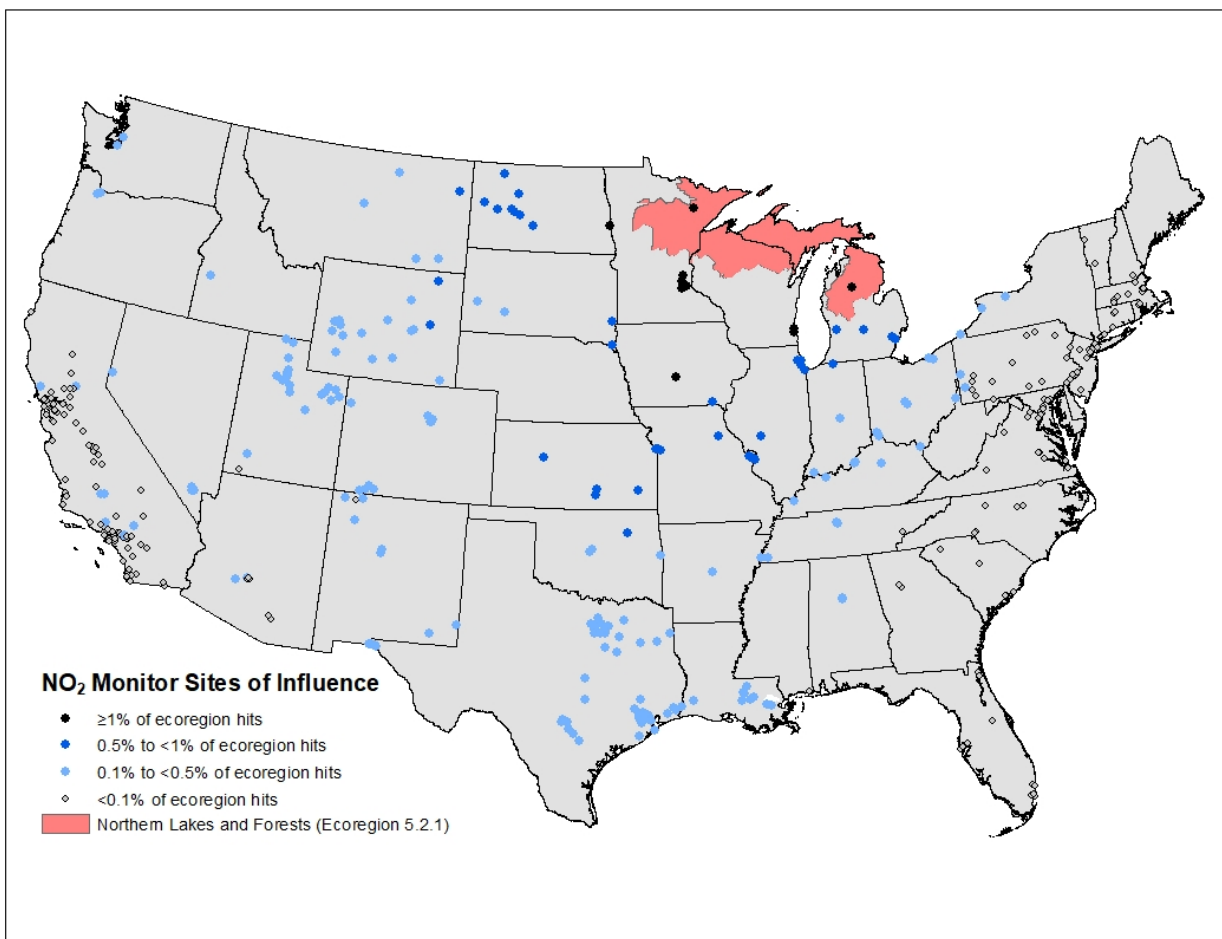 NO₂ Monitor Sites of Influence
≥1% of ecoregion hits
0.5% to <1% of ecoregion hits
0.1% to <0.5% of ecoregion hits
<0.1% of ecoregion hits
Northern Lakes and Forests (Ecoregion 5.2.1)